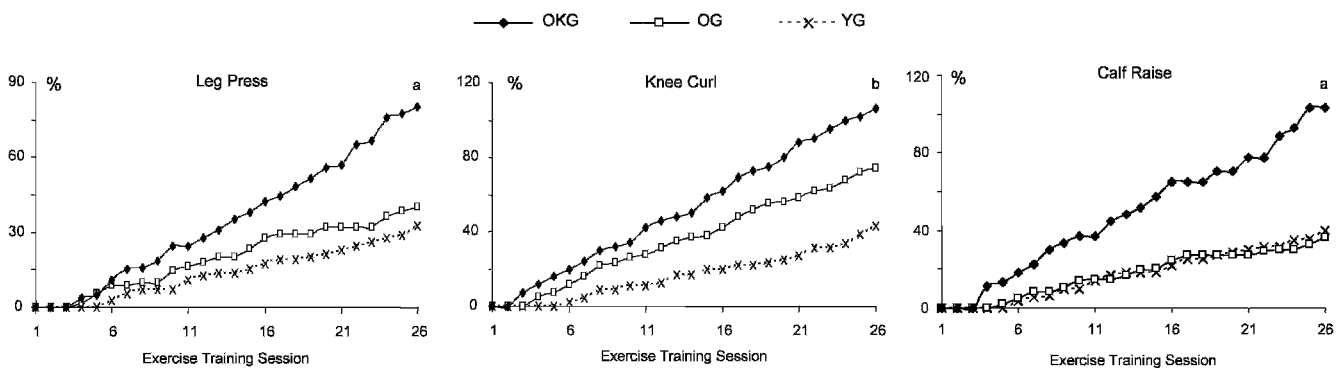 OKG OG YG
Leg Press
% a
90
60
30
0
1 6 11 16 21 26
Exercise Training Session
Knee Curl
% b
120
80
40
0
1 6 11 16 21 26
Exercise Training Session
Calf Raise
% a
120
80
40
0
1 6 11 16 21 26
Exercise Training Session